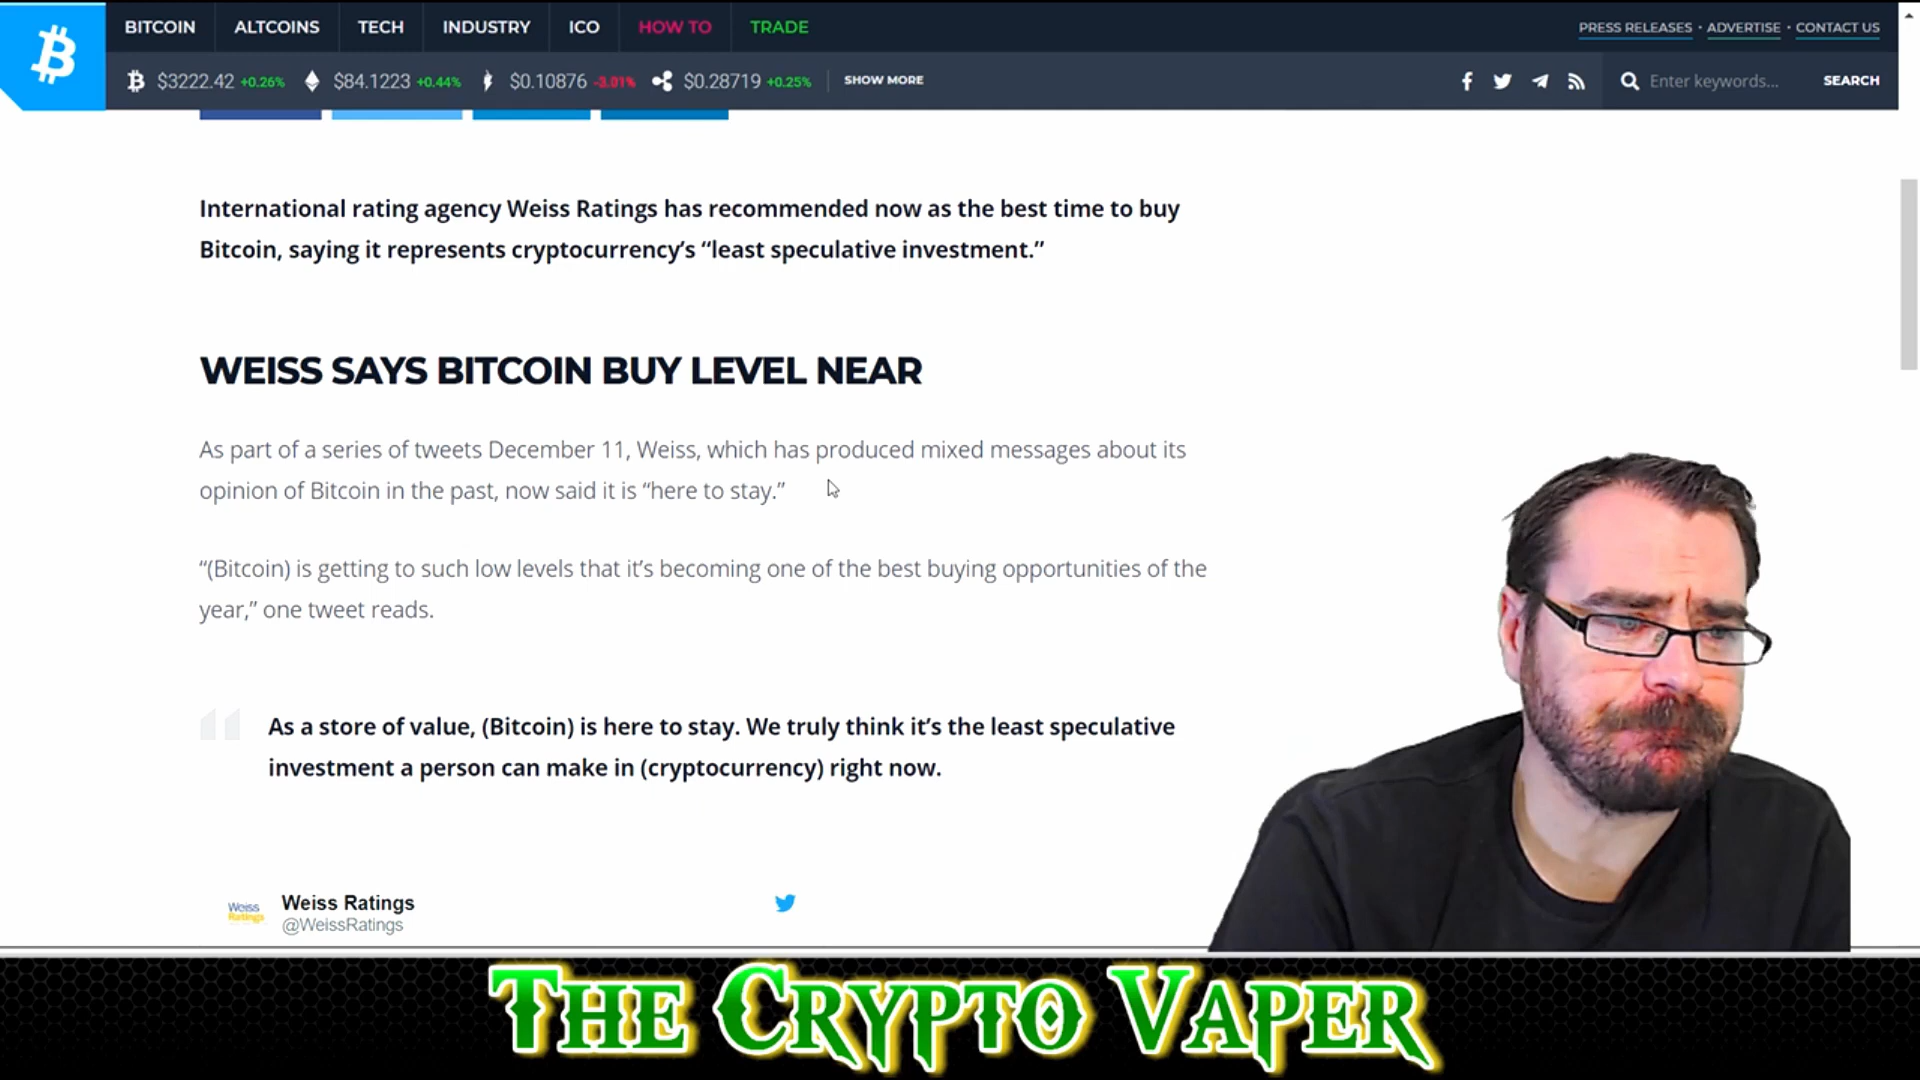 BITCOIN ALTCOINS TECH INDUSTRY ICO HOW TO TRADE PRESS RELEASES · ADVERTISE · CONTACT US
$3222.42 +0.26% $84.1223 +0.44% $0.10876 -3.01% $0.28719 +0.25% SHOW MORE Enter keywords... SEARCH
International rating agency Weiss Ratings has recommended now as the best time to buy
Bitcoin, saying it represents cryptocurrency’s “least speculative investment.”
WEISS SAYS BITCOIN BUY LEVEL NEAR
As part of a series of tweets December 11, Weiss, which has produced mixed messages about its
opinion of Bitcoin in the past, now said it is “here to stay.”
“(Bitcoin) is getting to such low levels that it’s becoming one of the best buying opportunities of the
year,” one tweet reads.
As a store of value, (Bitcoin) is here to stay. We truly think it’s the least speculative
investment a person can make in (cryptocurrency) right now.
Weiss Ratings
Weiss Ratings
@WeissRatings
THE CRYPTO VAPER